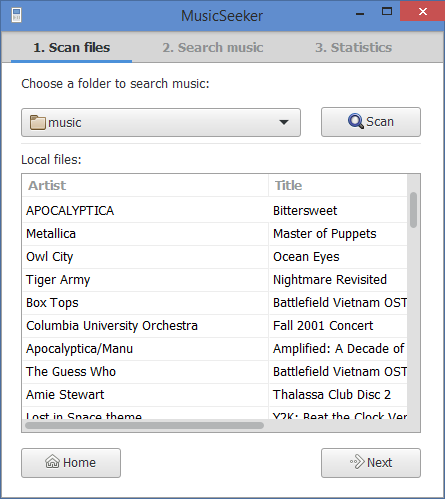 MusicSeeker
1. Scan files 2. Search music 3. Statistics
Choose a folder to search music:
music Scan
Local files:
Artist Title
APOCALYPTICA Bittersweet
Metallica Master of Puppets
Owl City Ocean Eyes
Tiger Army Nightmare Revisited
Box Tops Battlefield Vietnam OST
Columbia University Orchestra Fall 2001 Concert
Apocalyptica/Manu Amplified: A Decade of
The Guess Who Battlefield Vietnam OST
Amie Stewart Thalassa Club Disc 2
Lost in Space theme Y2K: Beat the Clock Ver
Home Next